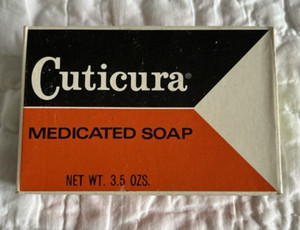 Cuticura®
MEDICATED SOAP
NET WT. 3.5 OZS.